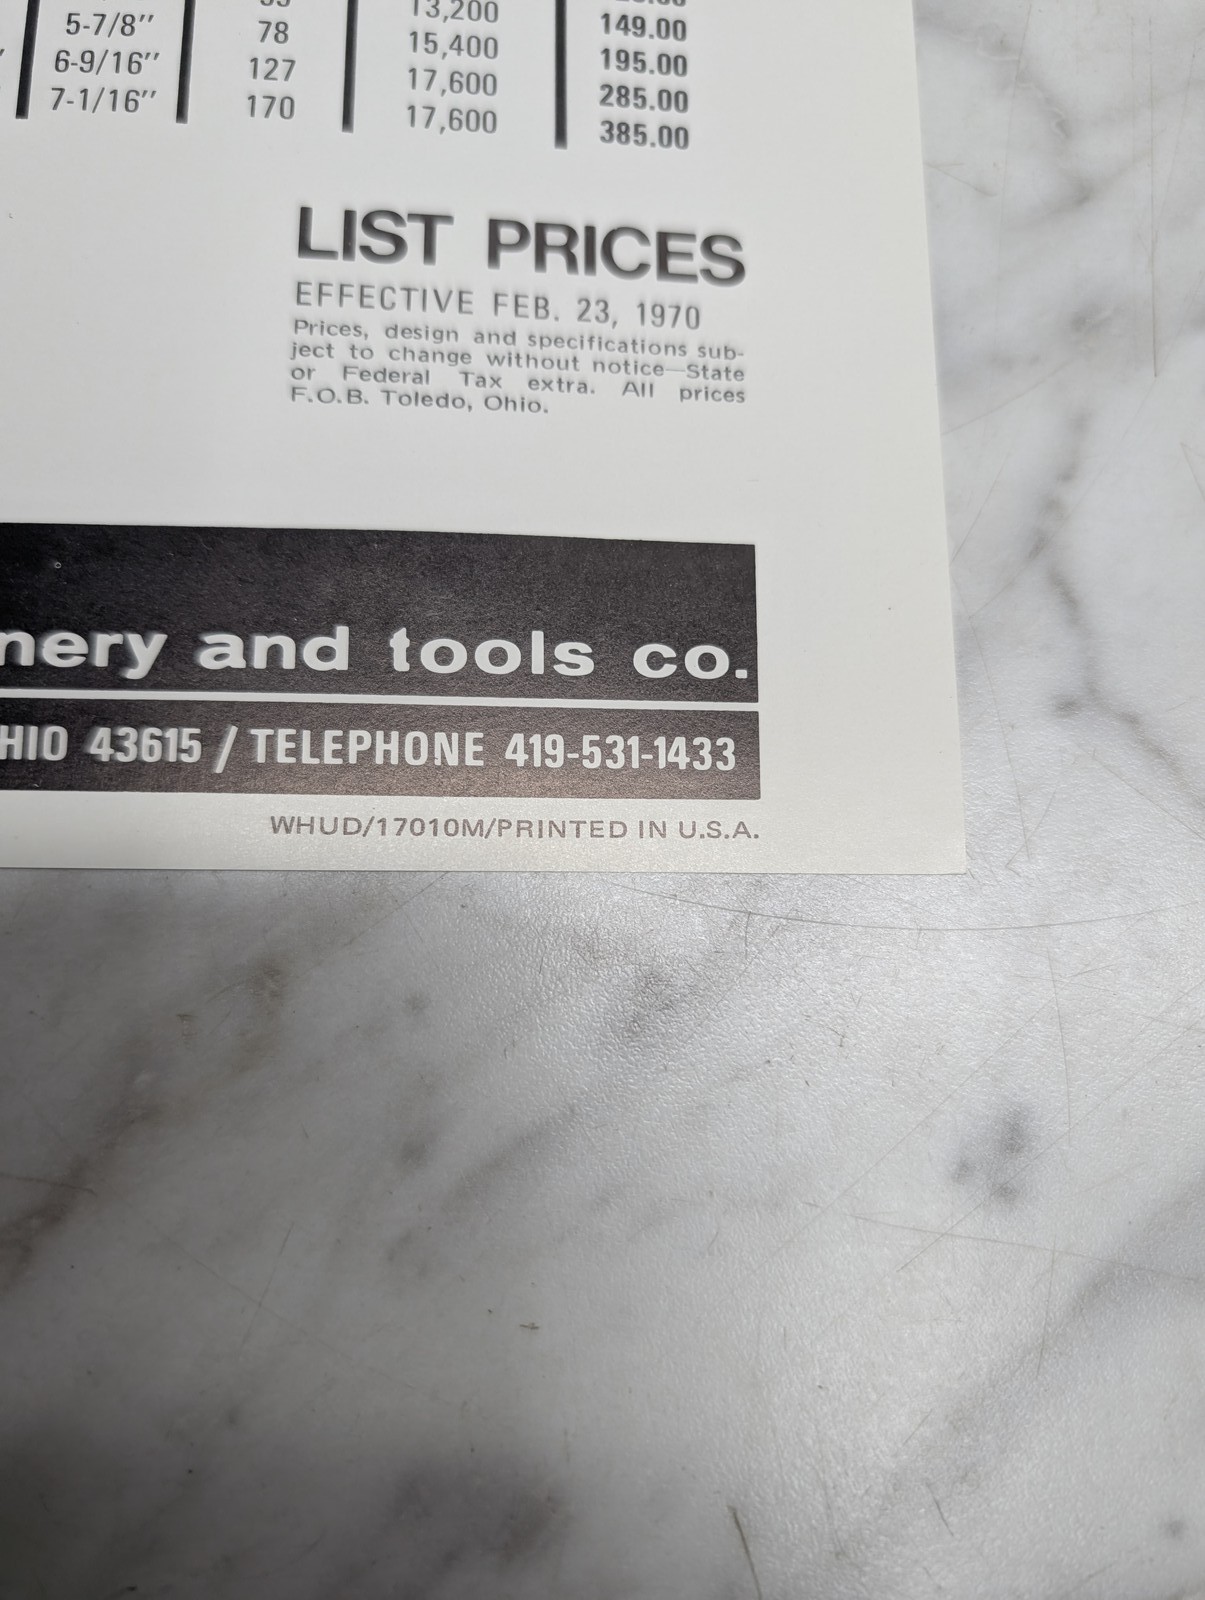 13,200
5-7/8" 78 15,400 149.00
6-9/16" 127 17,600 195.00
7-1/16" 170 17,600 285.00
385.00
LIST PRICES
EFFECTIVE FEB. 23, 1970
Prices, design and specifications sub-
ject to change without notice—State
or Federal Tax extra. All prices
F.O.B. Toledo, Ohio.
nery and tools co.
HIO 43615 / TELEPHONE 419-531-1433
WHUD/17010M/PRINTED IN U.S.A.